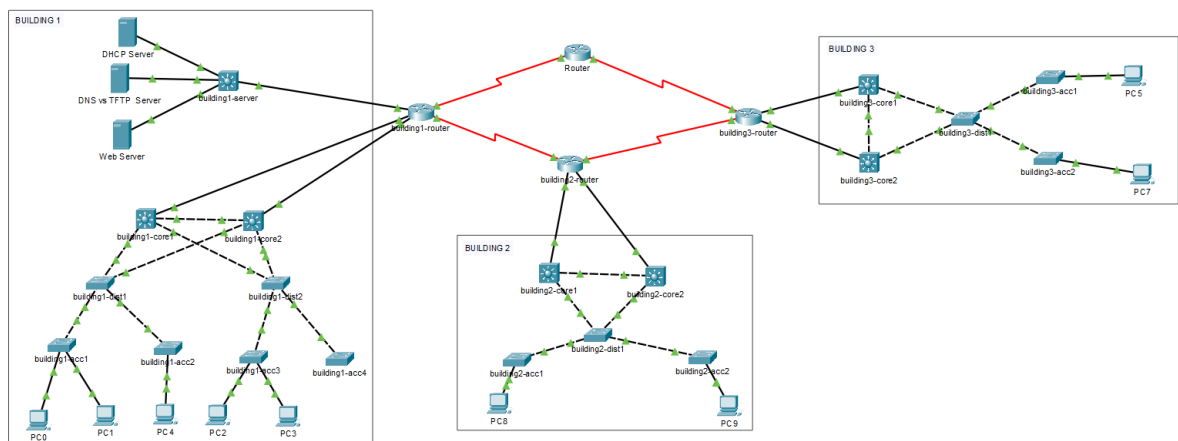 BUILDING 1
DHCP Server
DNS vs TFTP Server
building1-server
Web Server
building1-router
Router
building3-router
building2-router
BUILDING 3
building3-core1
building3-acc1
PC5
building3-dist1
building3-core2
building3-acc2
PC7
building1-core1
building1-core2
building1-dist1
building1-dist2
building1-acc1
building1-acc2
building1-acc3
building1-acc4
PC0
PC1
PC4
PC2
PC3
BUILDING 2
building2-core1
building2-core2
building2-dist1
building2-acc1
building2-acc2
PC8
PC9